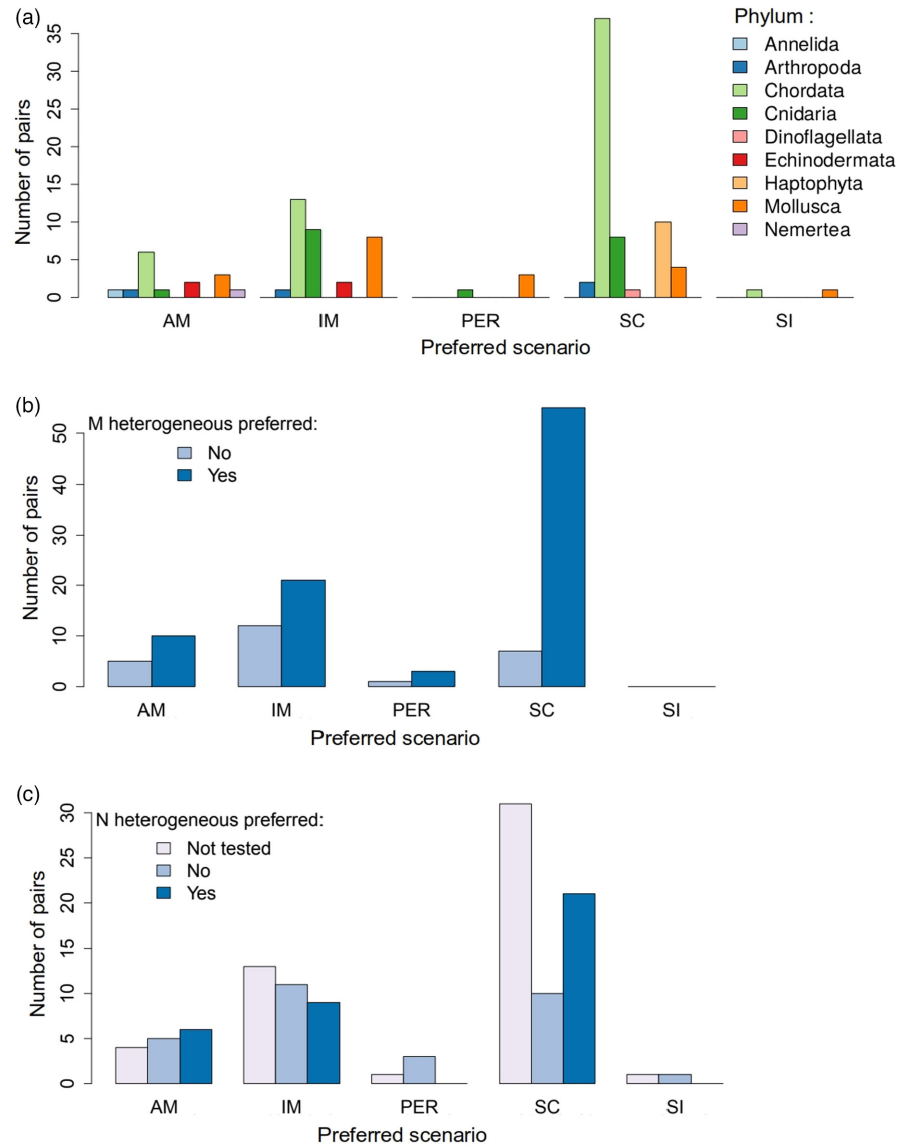 (a)
Number of pairs
35
30
25
20
15
10
5
0
AM IM PER SC SI
Preferred scenario
Phylum :
Annelida
Arthropoda
Chordata
Cnidaria
Dinoflagellata
Echinodermata
Haptophyta
Mollusca
Nemertea
(b)
M heterogeneous preferred:
No
Yes
Number of pairs
50
40
30
20
10
0
AM IM PER SC SI
Preferred scenario
(c)
N heterogeneous preferred:
Not tested
No
Yes
Number of pairs
30
25
20
15
10
5
0
AM IM PER SC SI
Preferred scenario